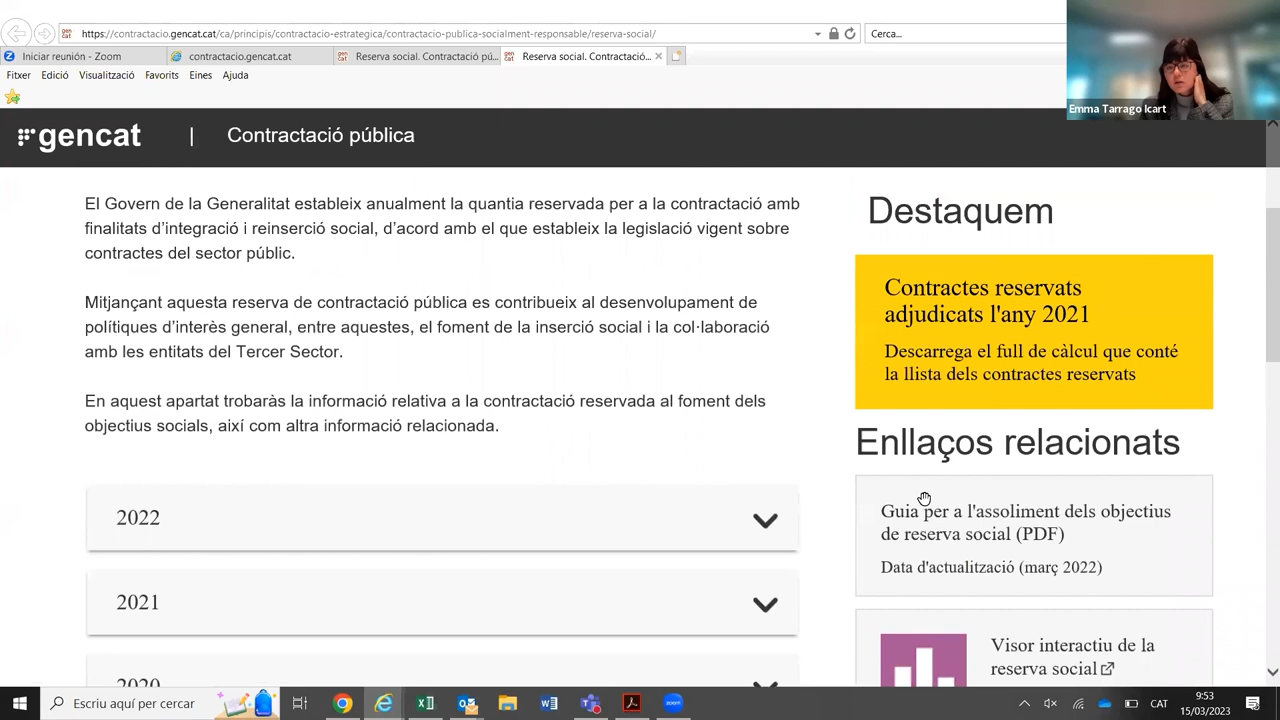 https://contractacio.gencat.cat/ca/principis/contractacio-estrategica/contractacio-publica-socialment-responsable/reserva-social/
Cerca...
Iniciar reunión - Zoom
contractacio.gencat.cat
Reserva social. Contractació pú...
Reserva social. Contractació...
Fitxer Edició Visualització Favorits Eines Ajuda
Emma Tarrago Icart
gencat | Contractació pública
El Govern de la Generalitat estableix anualment la quantia reservada per a la contractació amb
finalitats d'integració i reinserció social, d'acord amb el que estableix la legislació vigent sobre
contractes del sector públic.
Mitjançant aquesta reserva de contractació pública es contribueix al desenvolupament de
polítiques d'interès general, entre aquestes, el foment de la inserció social i la col·laboració
amb les entitats del Tercer Sector.
En aquest apartat trobaràs la informació relativa a la contractació reservada al foment dels
objectius socials, així com altra informació relacionada.
2022
2021
2020
Destaquem
Contractes reservats
adjudicats l'any 2021
Descarrega el full de càlcul que conté
la llista dels contractes reservats
Enllaços relacionats
Guia per a l'assoliment dels objectius
de reserva social (PDF)
Data d'actualització (març 2022)
Visor interactiu de la
reserva social
Escriu aquí per cercar
CAT
9:53
15/03/2023